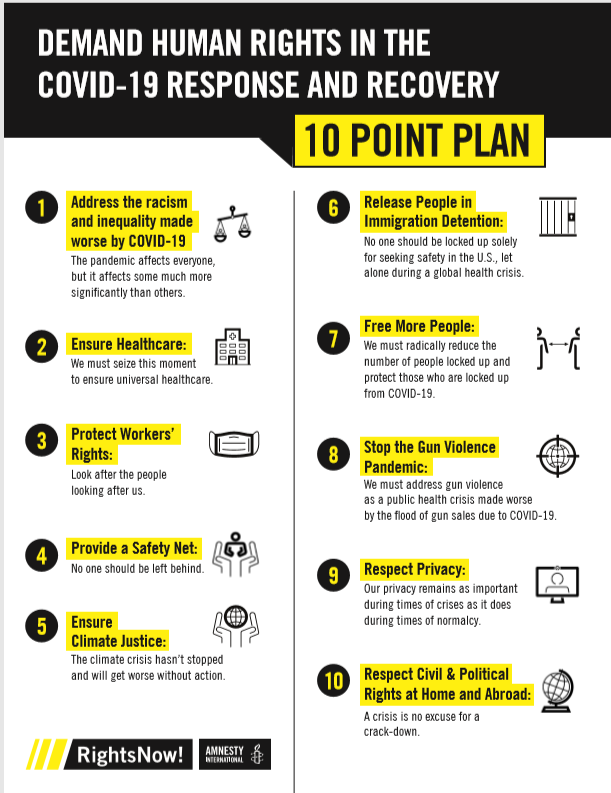 DEMAND HUMAN RIGHTS IN THE
COVID-19 RESPONSE AND RECOVERY
10 POINT PLAN
1
Address the racism
and inequality made
worse by COVID-19
The pandemic affects everyone,
but it affects some much more
significantly than others.
2
Ensure Healthcare:
We must seize this moment
to ensure universal healthcare.
3
Protect Workers'
Rights:
Look after the people
looking after us.
4
Provide a Safety Net:
No one should be left behind.
5
Ensure
Climate Justice:
The climate crisis hasn't stopped
and will get worse without action.
6
Release People in
Immigration Detention:
No one should be locked up solely
for seeking safety in the U.S., let
alone during a global health crisis.
7
Free More People:
We must radically reduce the
number of people locked up and
protect those who are locked up
from COVID-19.
8
Stop the Gun Violence
Pandemic:
We must address gun violence
as a public health crisis made worse
by the flood of gun sales due to COVID-19.
9
Respect Privacy:
Our privacy remains as important
during times of crises as it does
during times of normalcy.
10
Respect Civil & Political
Rights at Home and Abroad:
A crisis is no excuse for a
crack-down.
RightsNow!
AMNESTY
INTERNATIONAL